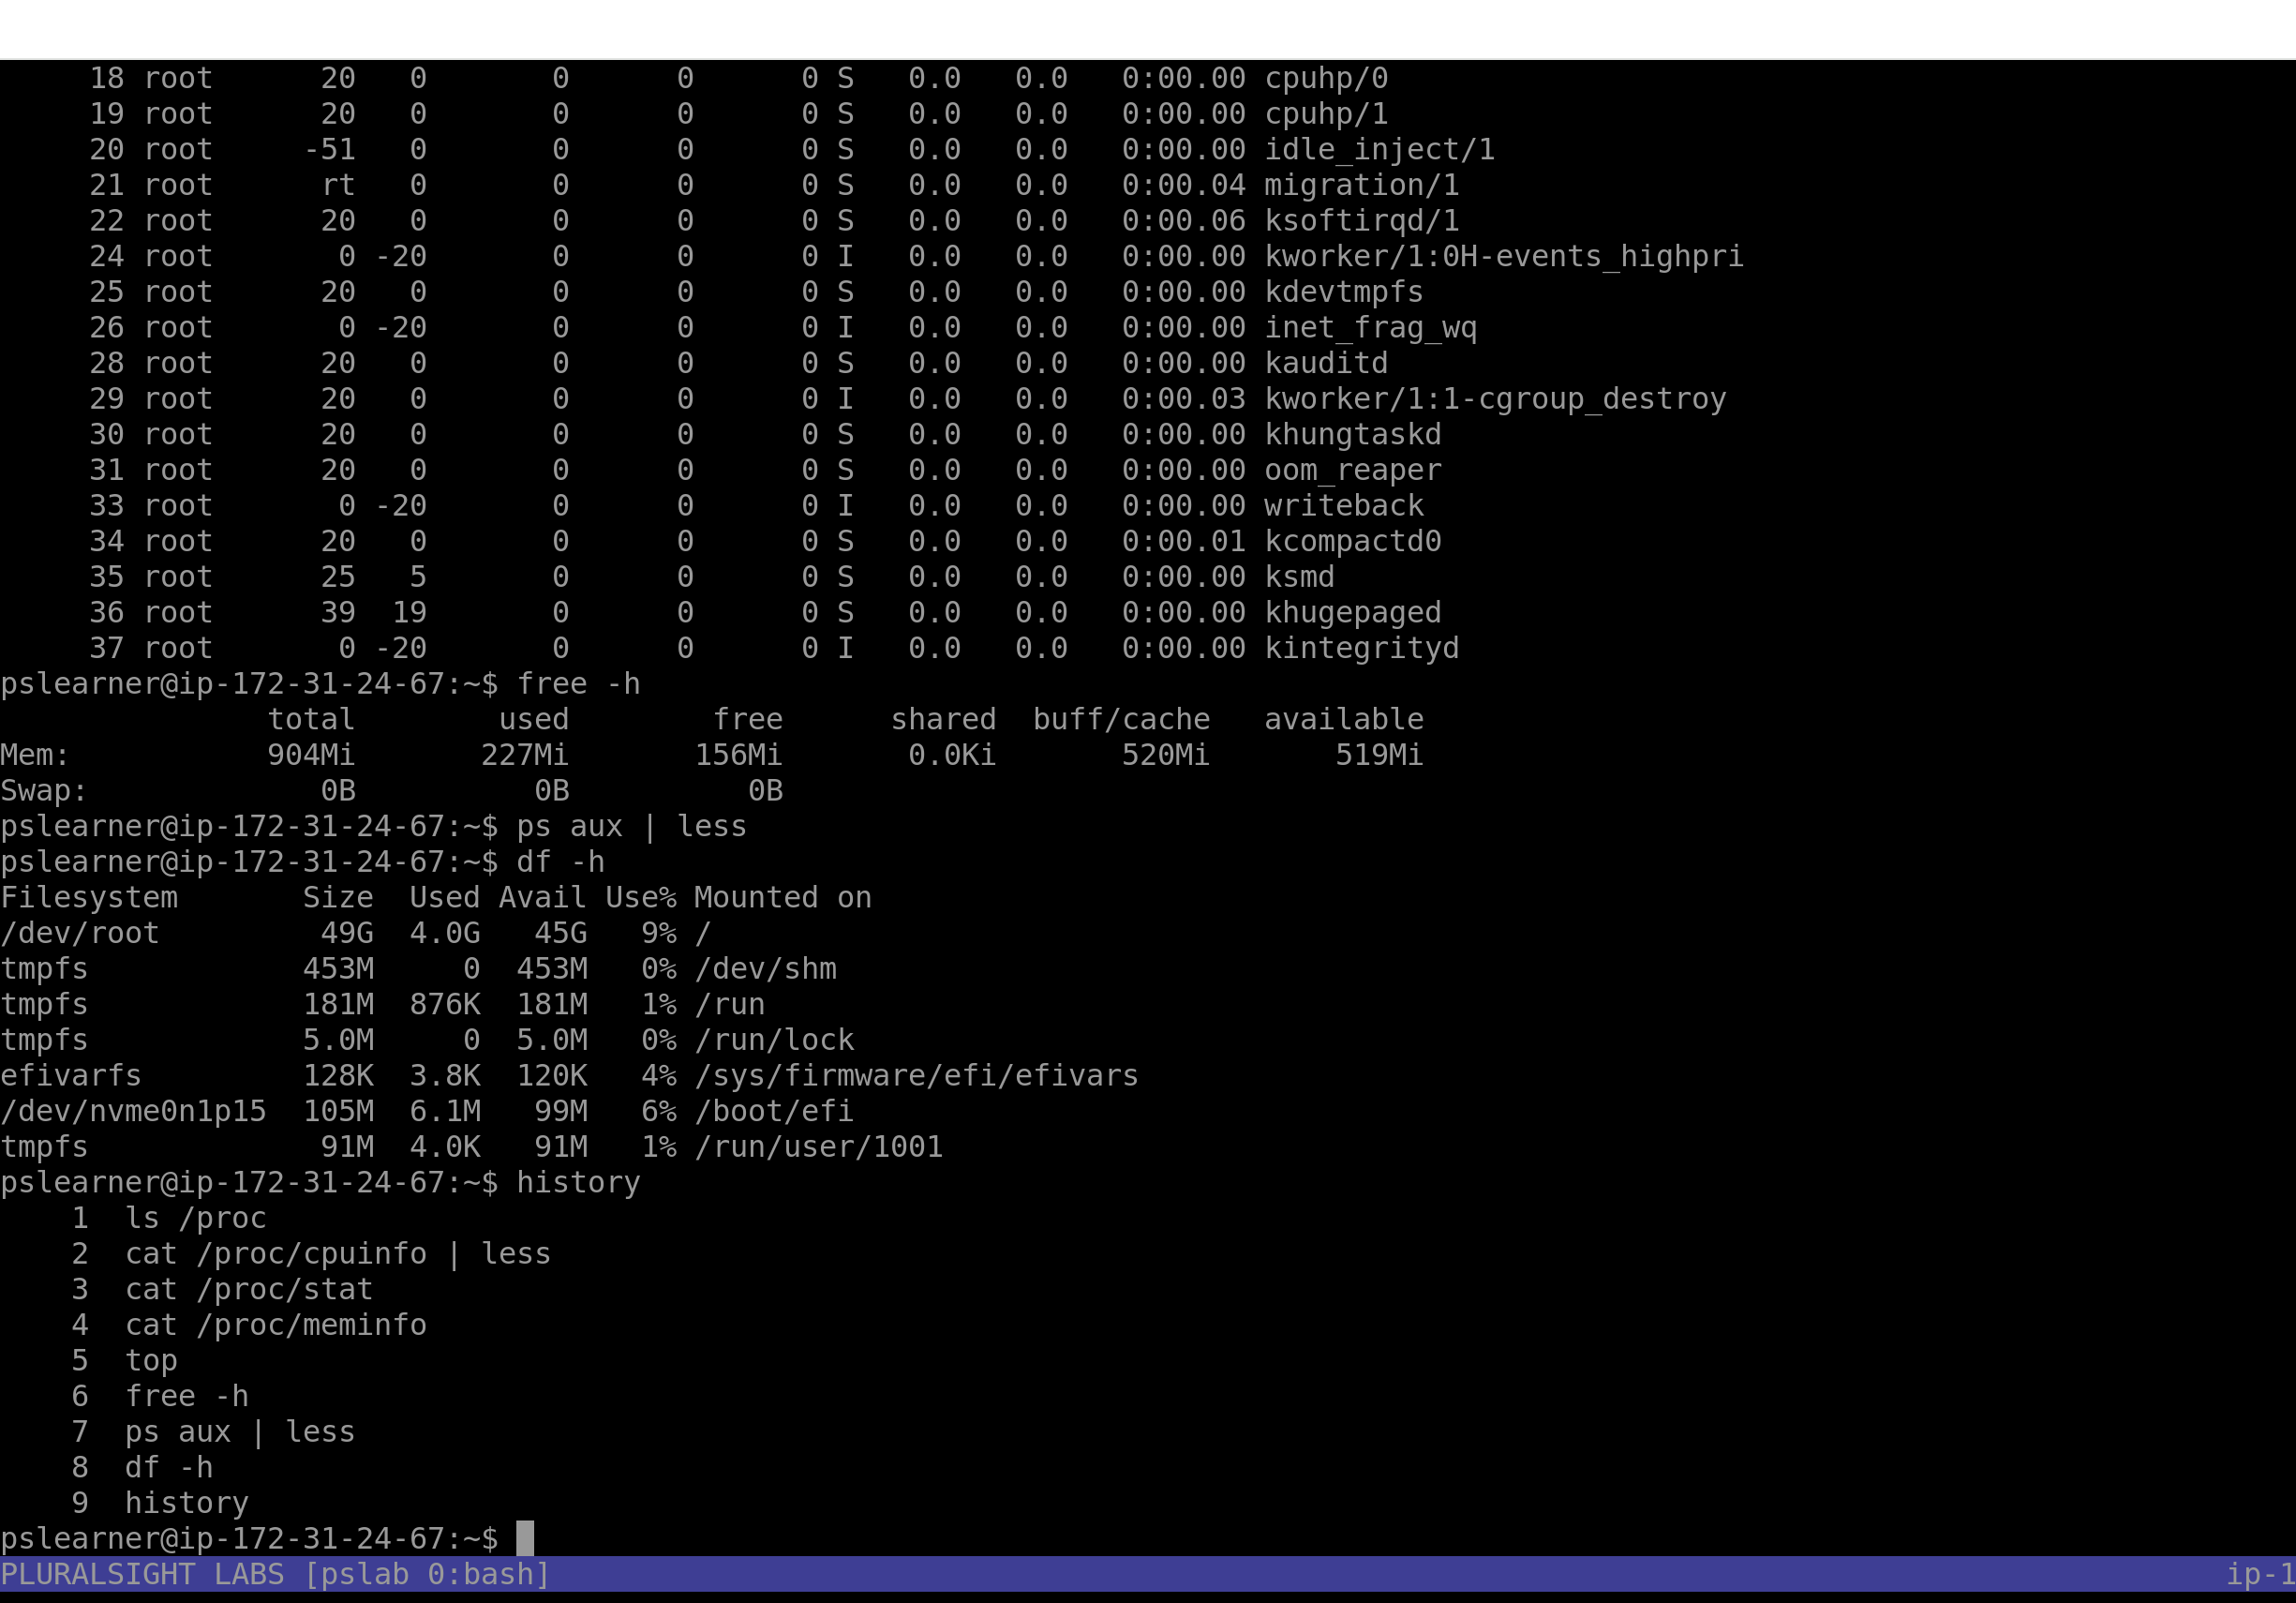 18 root      20   0       0      0      0 S   0.0   0.0   0:00.00 cpuhp/0
19 root      20   0       0      0      0 S   0.0   0.0   0:00.00 cpuhp/1
20 root     -51   0       0      0      0 S   0.0   0.0   0:00.00 idle_inject/1
21 root      rt   0       0      0      0 S   0.0   0.0   0:00.04 migration/1
22 root      20   0       0      0      0 S   0.0   0.0   0:00.06 ksoftirqd/1
24 root       0 -20       0      0      0 I   0.0   0.0   0:00.00 kworker/1:0H-events_highpri
25 root      20   0       0      0      0 S   0.0   0.0   0:00.00 kdevtmpfs
26 root       0 -20       0      0      0 I   0.0   0.0   0:00.00 inet_frag_wq
28 root      20   0       0      0      0 S   0.0   0.0   0:00.00 kauditd
29 root      20   0       0      0      0 I   0.0   0.0   0:00.03 kworker/1:1-cgroup_destroy
30 root      20   0       0      0      0 S   0.0   0.0   0:00.00 khungtaskd
31 root      20   0       0      0      0 S   0.0   0.0   0:00.00 oom_reaper
33 root       0 -20       0      0      0 I   0.0   0.0   0:00.00 writeback
34 root      20   0       0      0      0 S   0.0   0.0   0:00.01 kcompactd0
35 root      25   5       0      0      0 S   0.0   0.0   0:00.00 ksmd
36 root      39  19       0      0      0 S   0.0   0.0   0:00.00 khugepaged
37 root       0 -20       0      0      0 I   0.0   0.0   0:00.00 kintegrityd
pslearner@ip-172-31-24-67:~$ free -h
               total        used        free      shared  buff/cache   available
Mem:           904Mi       227Mi       156Mi       0.0Ki       520Mi       519Mi
Swap:             0B          0B          0B
pslearner@ip-172-31-24-67:~$ ps aux | less
pslearner@ip-172-31-24-67:~$ df -h
Filesystem       Size  Used Avail Use% Mounted on
/dev/root         49G  4.0G   45G   9% /
tmpfs            453M     0  453M   0% /dev/shm
tmpfs            181M  876K  181M   1% /run
tmpfs            5.0M     0  5.0M   0% /run/lock
efivarfs         128K  3.8K  120K   4% /sys/firmware/efi/efivars
/dev/nvme0n1p15  105M  6.1M   99M   6% /boot/efi
tmpfs             91M  4.0K   91M   1% /run/user/1001
pslearner@ip-172-31-24-67:~$ history
    1  ls /proc
    2  cat /proc/cpuinfo | less
    3  cat /proc/stat
    4  cat /proc/meminfo
    5  top
    6  free -h
    7  ps aux | less
    8  df -h
    9  history
pslearner@ip-172-31-24-67:~$
PLURALSIGHT LABS [pslab 0:bash] ip-1